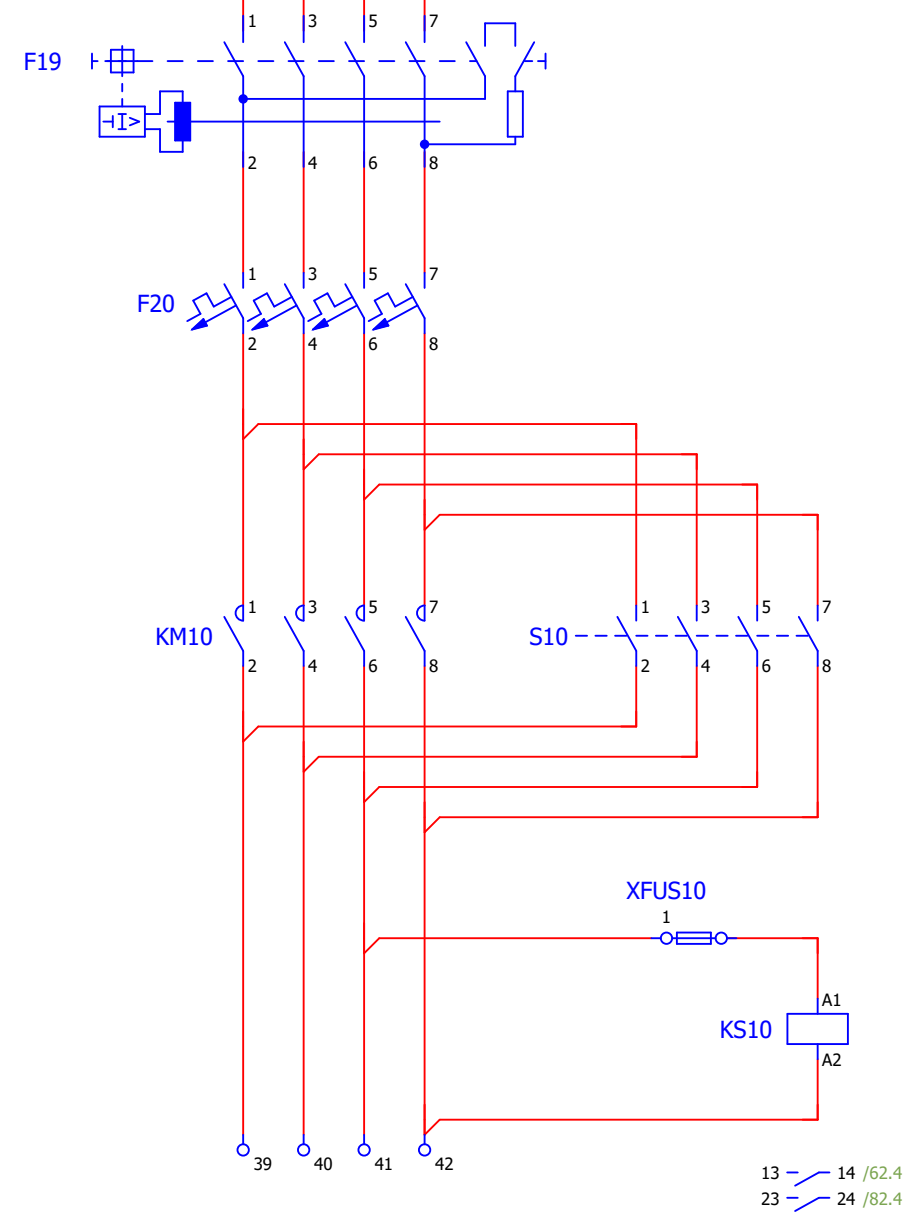 1 3 5 7
F19
I>
2 4 6 8
1 3 5 7
F20
2 4 6 8
1 3 5 7 1 3 5 7
KM10 S10
2 4 6 8 2 4 6 8
XFUS10
1
A1
KS10
A2
39 40 41 42
13 14 /62.4
23 24 /82.4